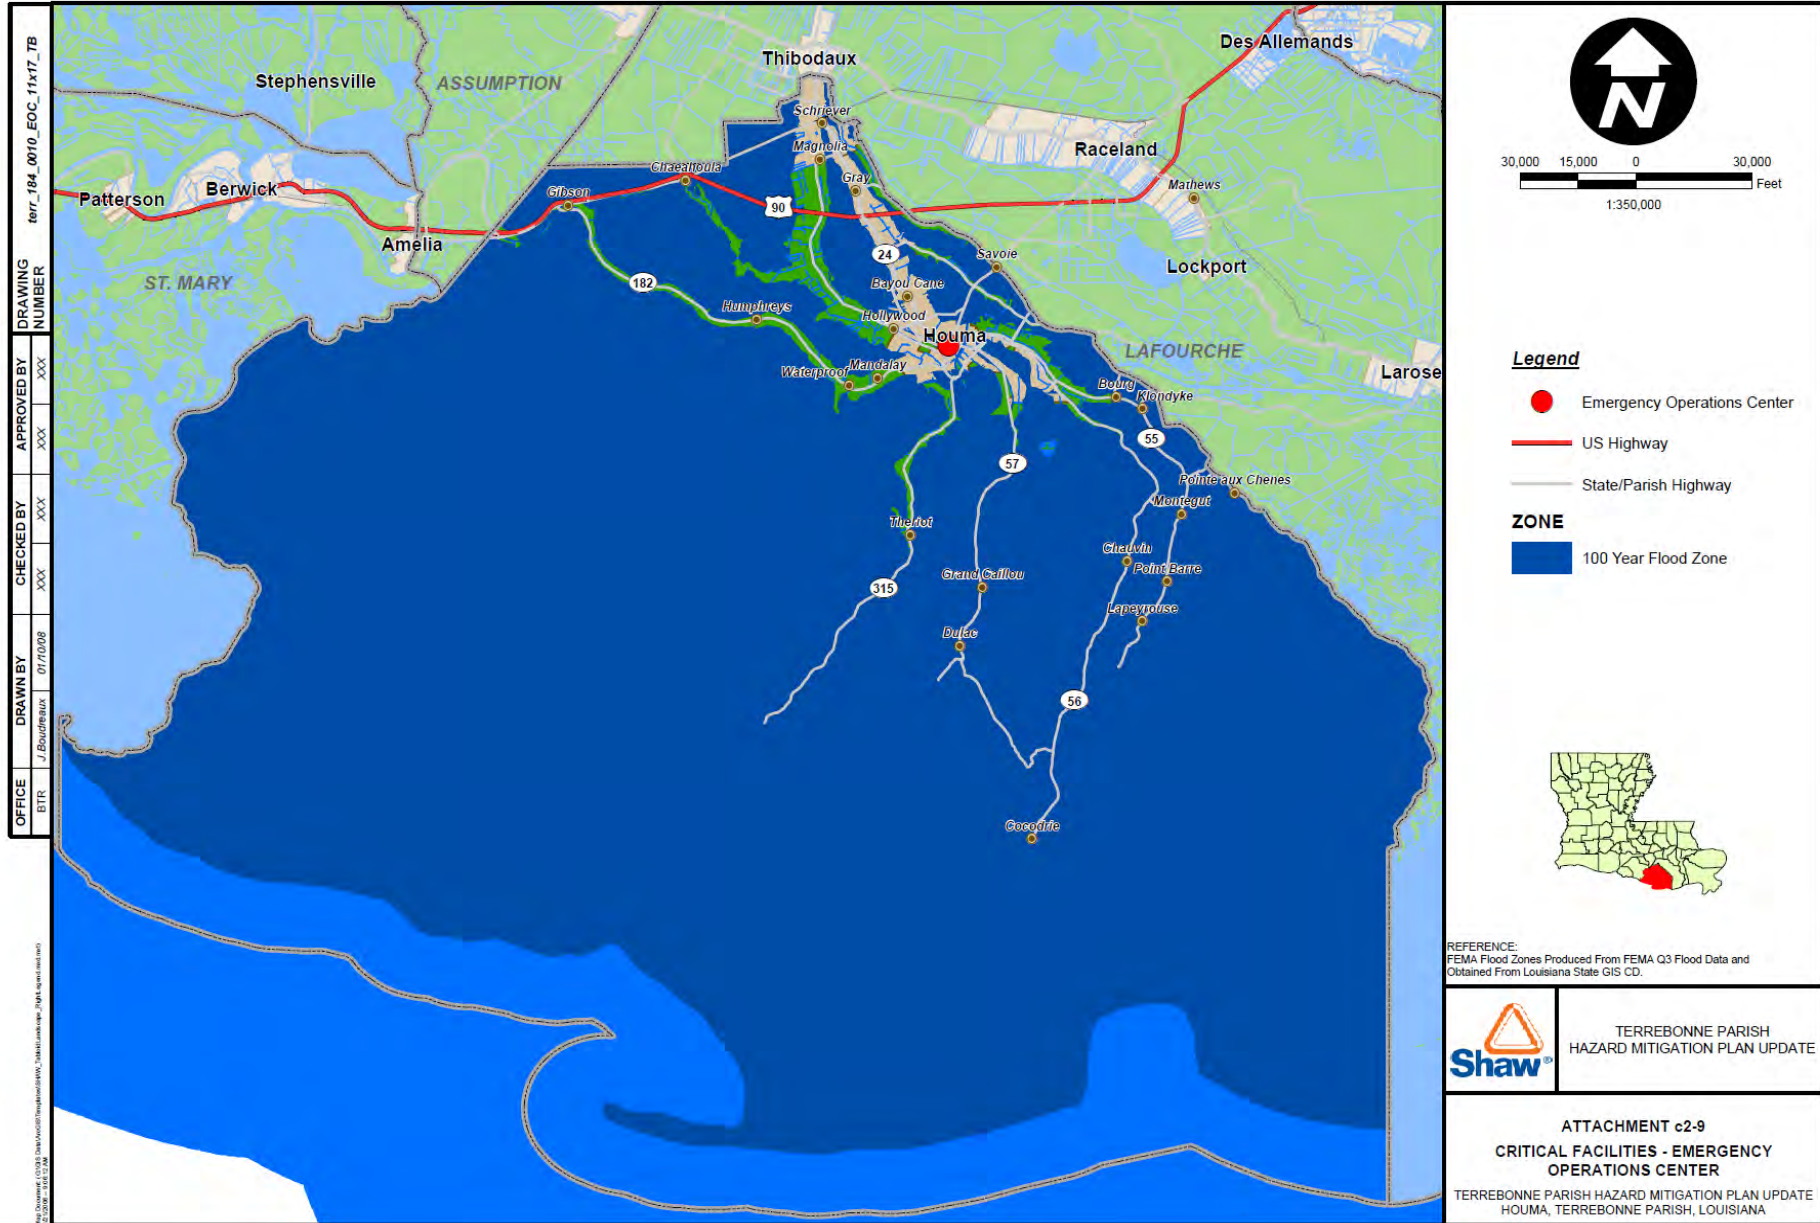 terr_184_0010_EOC_11x17_TB
DRAWING
NUMBER
APPROVED BY
XXX
XXX
CHECKED BY
XXX
XXX
DRAWN BY
J.Boudreaux
01/10/08
OFFICE
BTR
Thibodaux
Des Allemands
Stephensville
ASSUMPTION
Schriever
Magnolia
Raceland
Chacahoula
Gray
Mathews
Gibson
Patterson
Berwick
90
Amelia
24
Savoie
Lockport
ST. MARY
182
Bayou Cane
Humphreys
Hollywood
Houma
LAFOURCHE
Larose
Waterproof
Mandalay
Bourg
Klondyke
55
57
Pointe aux Chenes
Montegut
Theriot
Chauvin
Point Barre
Grand Caillou
315
Lapeyrouse
Dulac
56
Cocodrie
N
30,000
15,000
0
30,000
Feet
1:350,000
Legend
Emergency Operations Center
US Highway
State/Parish Highway
ZONE
100 Year Flood Zone
REFERENCE:
FEMA Flood Zones Produced From FEMA Q3 Flood Data and
Obtained From Louisiana State GIS CD.
Shaw®
TERREBONNE PARISH
HAZARD MITIGATION PLAN UPDATE
ATTACHMENT c2-9
CRITICAL FACILITIES - EMERGENCY
OPERATIONS CENTER
TERREBONNE PARISH HAZARD MITIGATION PLAN UPDATE
HOUMA, TERREBONNE PARISH, LOUISIANA